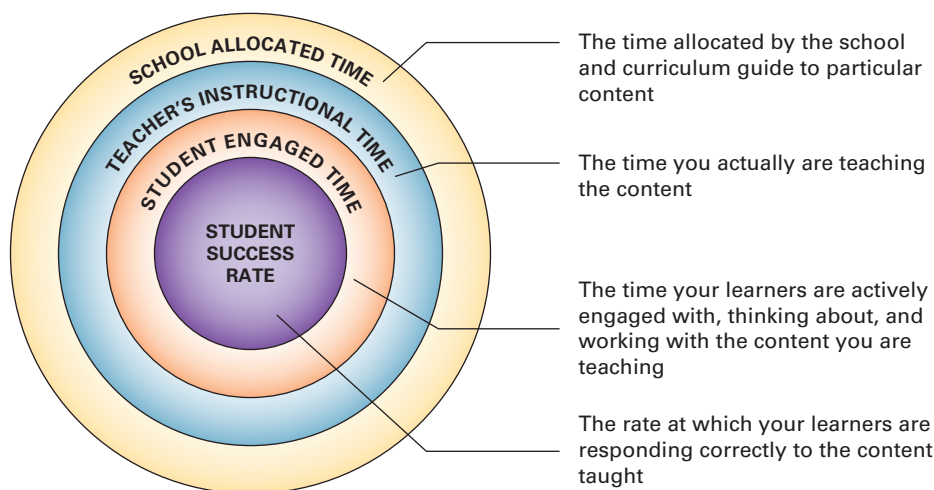 SCHOOL ALLOCATED TIME
TEACHER'S INSTRUCTIONAL TIME
STUDENT ENGAGED TIME
STUDENT
SUCCESS
RATE
The time allocated by the school
and curriculum guide to particular
content
The time you actually are teaching
the content
The time your learners are actively
engaged with, thinking about, and
working with the content you are
teaching
The rate at which your learners are
responding correctly to the content
taught